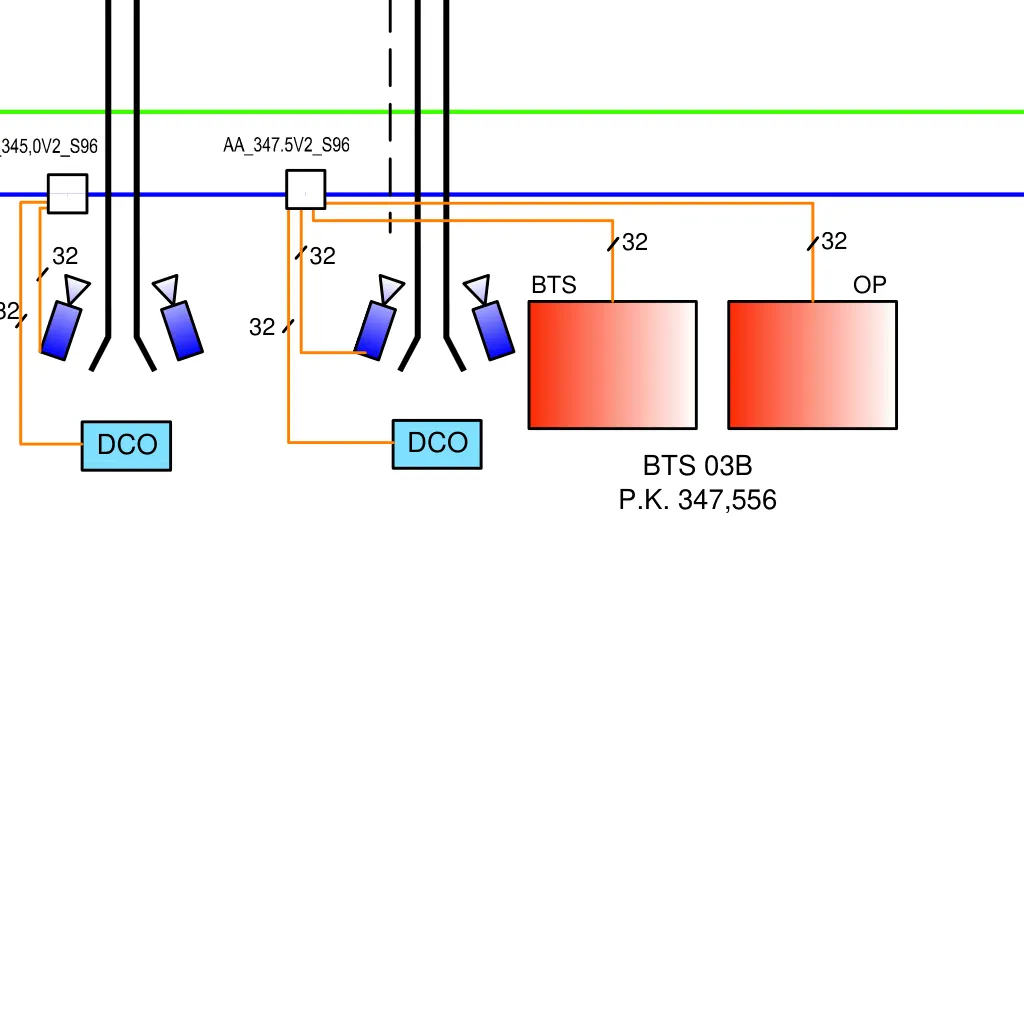 _345,0V2_S96
AA_347.5V2_S96
32
32
32
32
32
32
BTS
OP
DCO
DCO
BTS 03B
P.K. 347,556